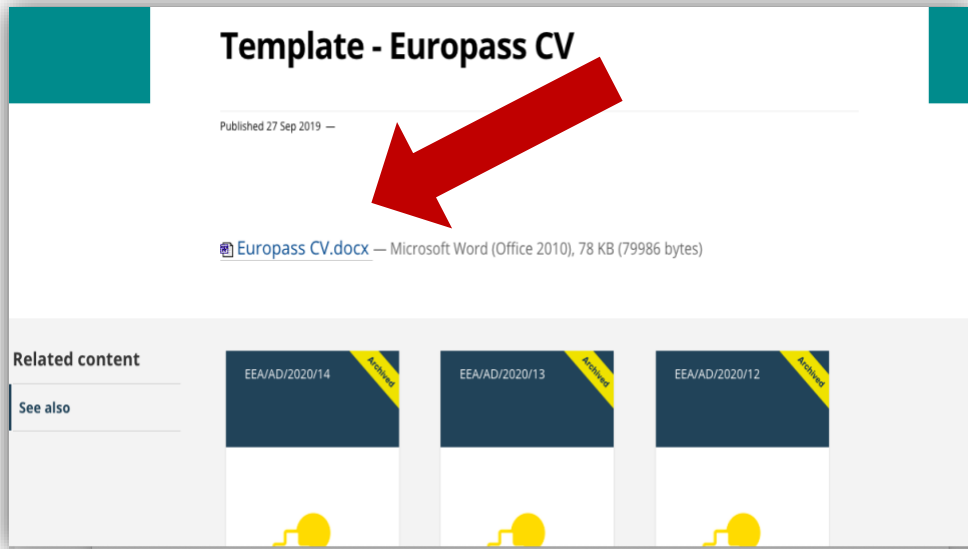 Template - Europass CV
Published 27 Sep 2019 —
Europass CV.docx — Microsoft Word (Office 2010), 78 KB (79986 bytes)
Related content
See also
EEA/AD/2020/14
Archived
EEA/AD/2020/13
Archived
EEA/AD/2020/12
Archived